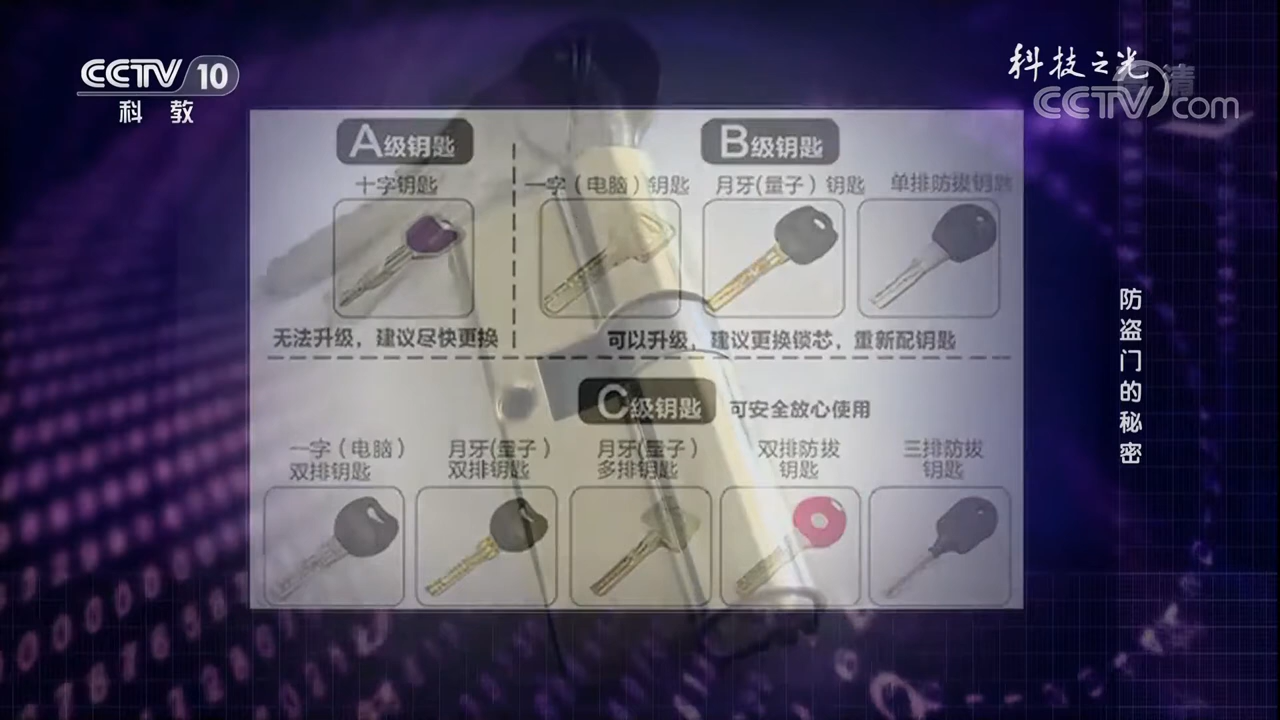 CCTV 10
科教
科技之光
CCTV.com
A级钥匙
B级钥匙
十字钥匙
一字（电脑）钥匙
月牙(量子）钥匙
单排防拔钥匙
无法升级，建议尽快更换
可以升级，建议更换锁芯，重新配钥匙
C级钥匙
可安全放心使用
一字（电脑）
双排钥匙
月牙(量子）
双排钥匙
月牙(量子）
多排钥匙
双排防拔
钥匙
三排防拔
钥匙
防盗门的秘密